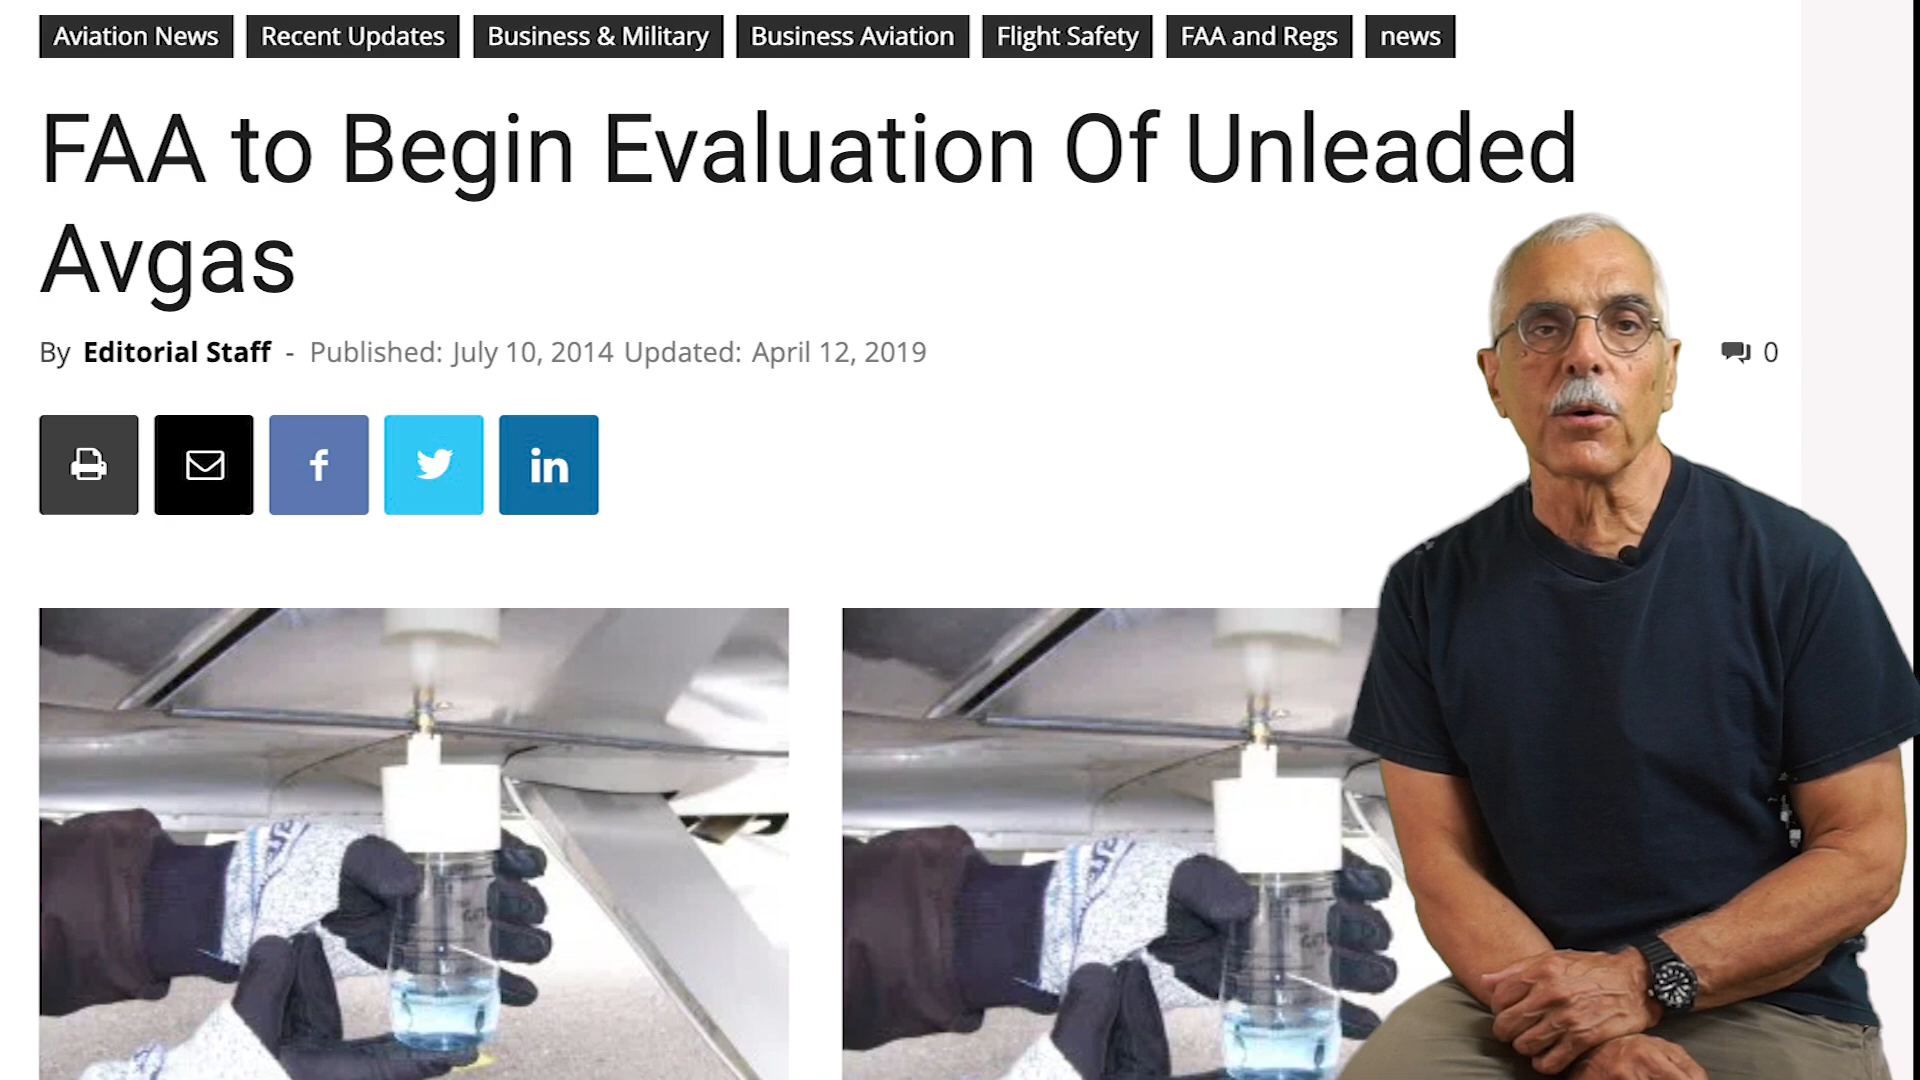 Aviation News Recent Updates Business & Military Business Aviation Flight Safety FAA and Regs news
FAA to Begin Evaluation Of Unleaded
Avgas
By Editorial Staff - Published: July 10, 2014 Updated: April 12, 2019
0
f in